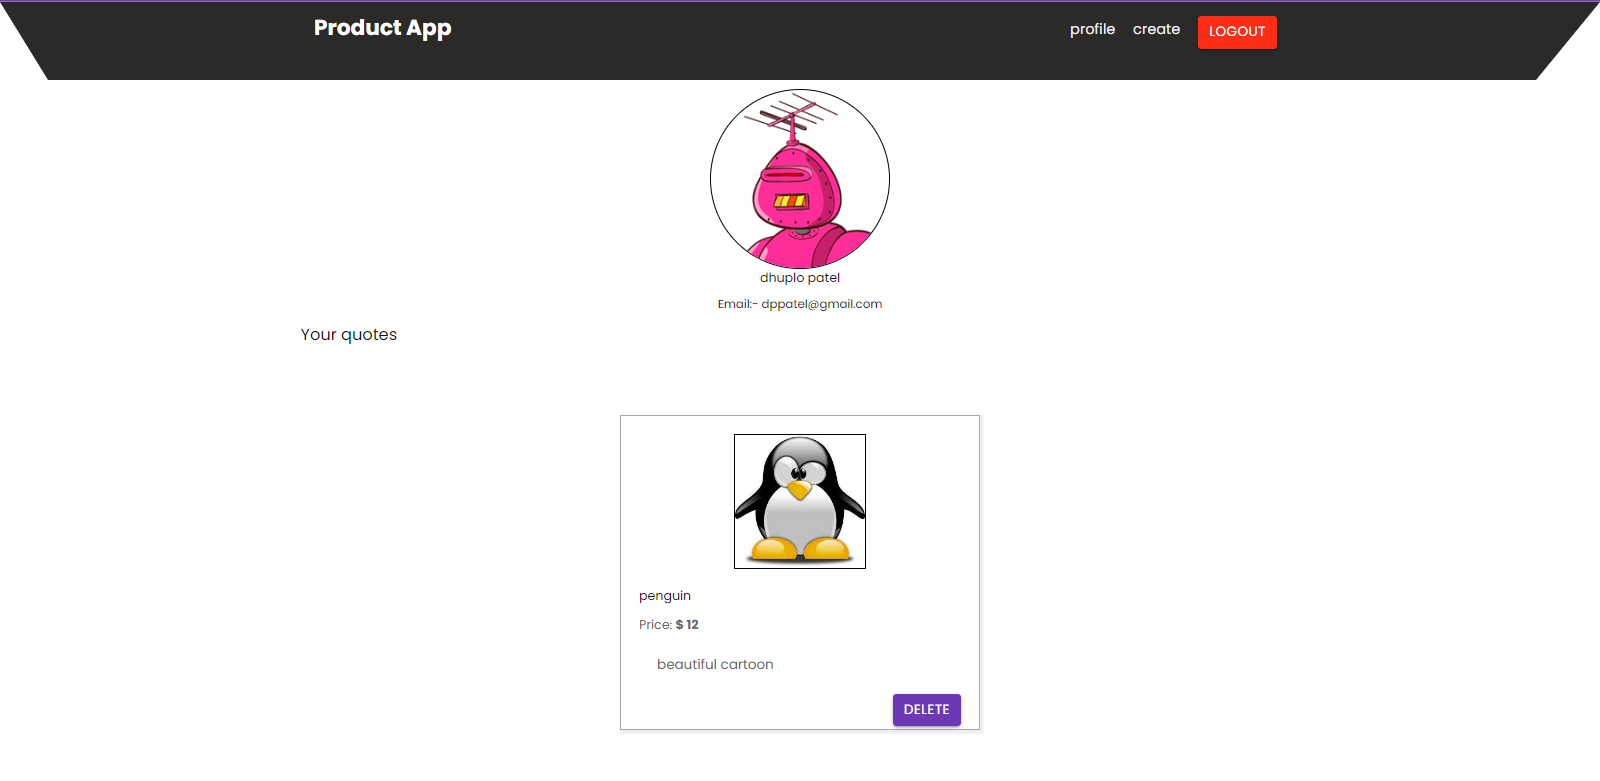 Product App
profile create LOGOUT
dhuplo patel
Email:- dppatel@gmail.com
Your quotes
penguin
Price: $ 12
beautiful cartoon
DELETE